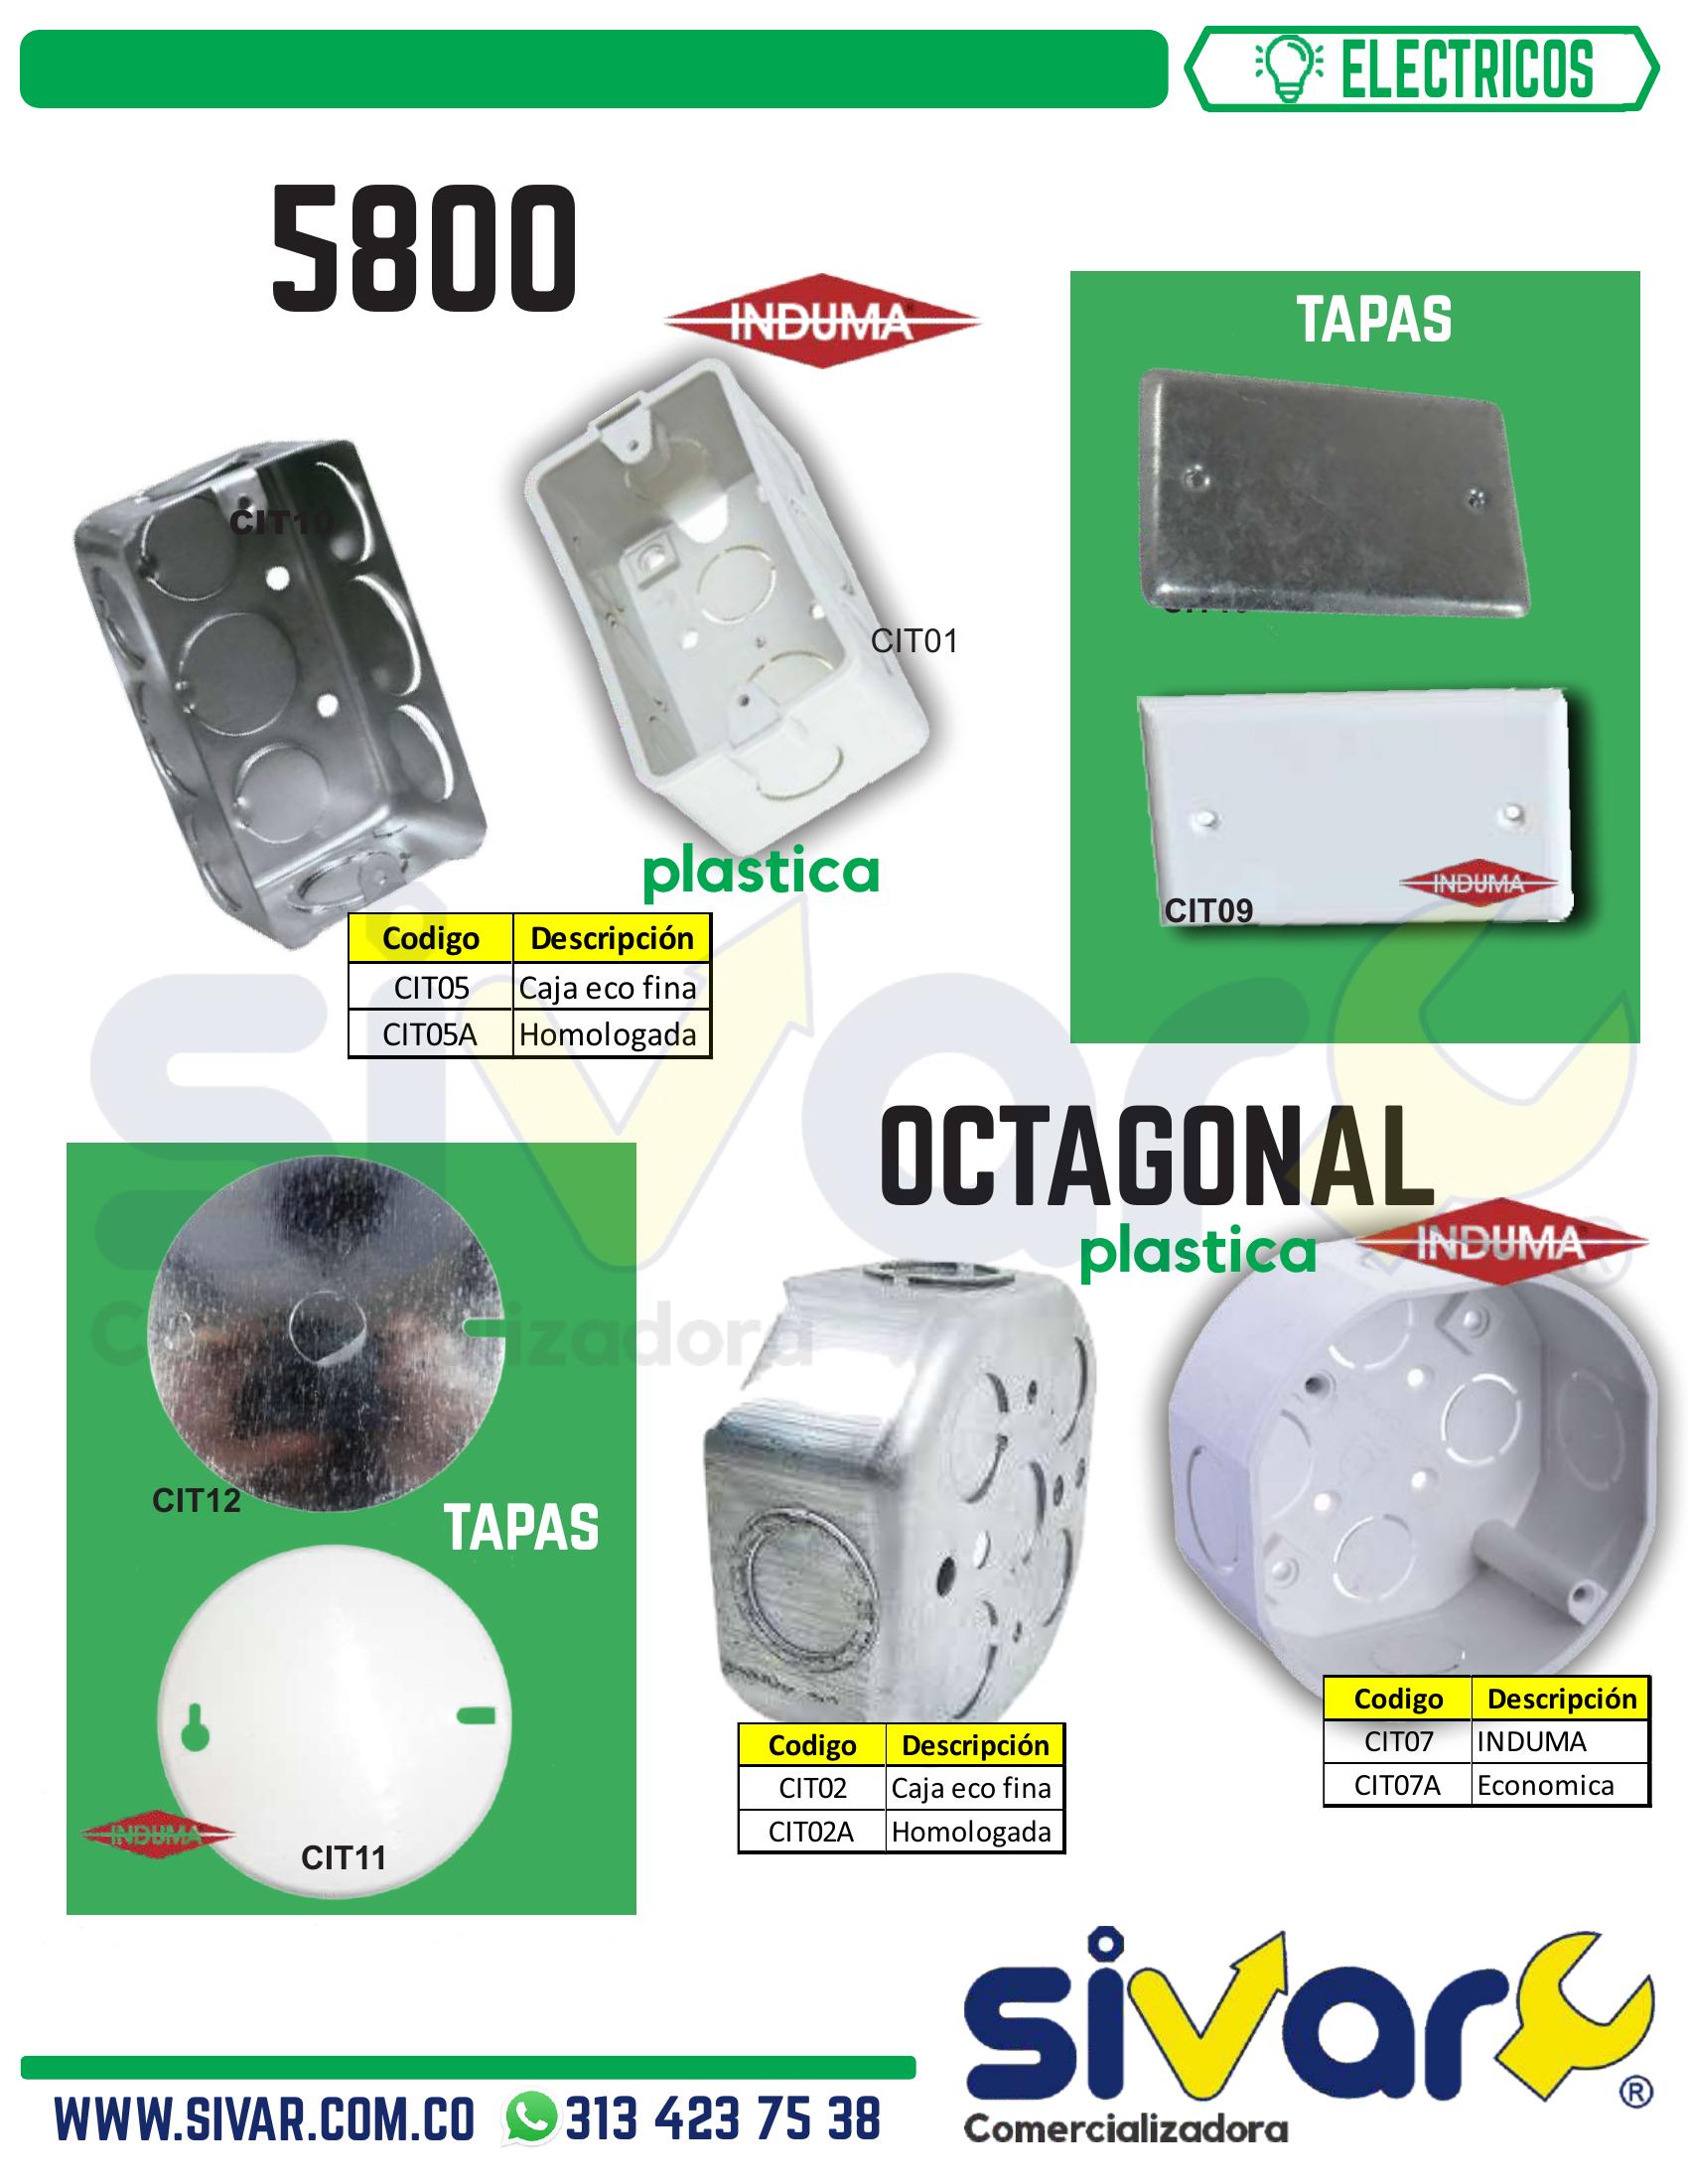 ELECTRICOS
5800
INDUMA
TAPAS
CIT10
CIT01
plastica
INDUMA
CIT09
Codigo Descripción
CIT05 Caja eco fina
CIT05A Homologada
OCTAGONAL
plastica
INDUMA
CIT12
TAPAS
INDUMA
CIT11
Codigo Descripción
CIT02 Caja eco fina
CIT02A Homologada
Codigo Descripción
CIT07 INDUMA
CIT07A Economica
sivar
®
Comercializadora
WWW.SIVAR.COM.CO 313 423 75 38